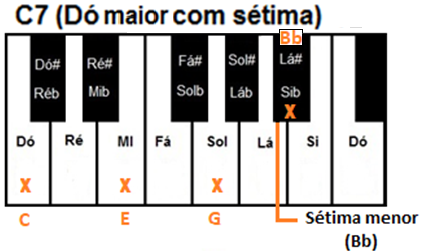 C7 (Dó maior com sétima)
Bb
Dó# Ré# Fá# Sol# Lá#
Réb Mib Solb Láb Sib
X
Dó Ré MI Fá Sol Lá Si Dó
X X X
C E G Sétima menor
(Bb)